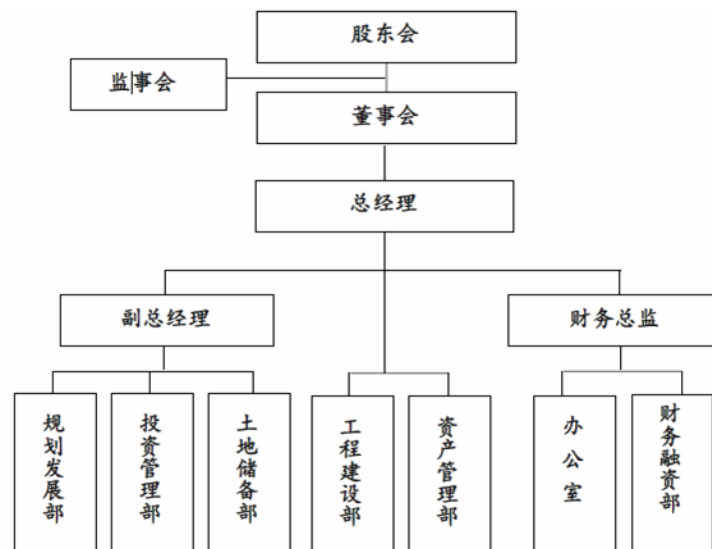 股东会
监事会
董事会
总经理
副总经理
财务总监
规划发展部
投资管理部
土地储备部
工程建设部
资产管理部
办公室
财务融资部